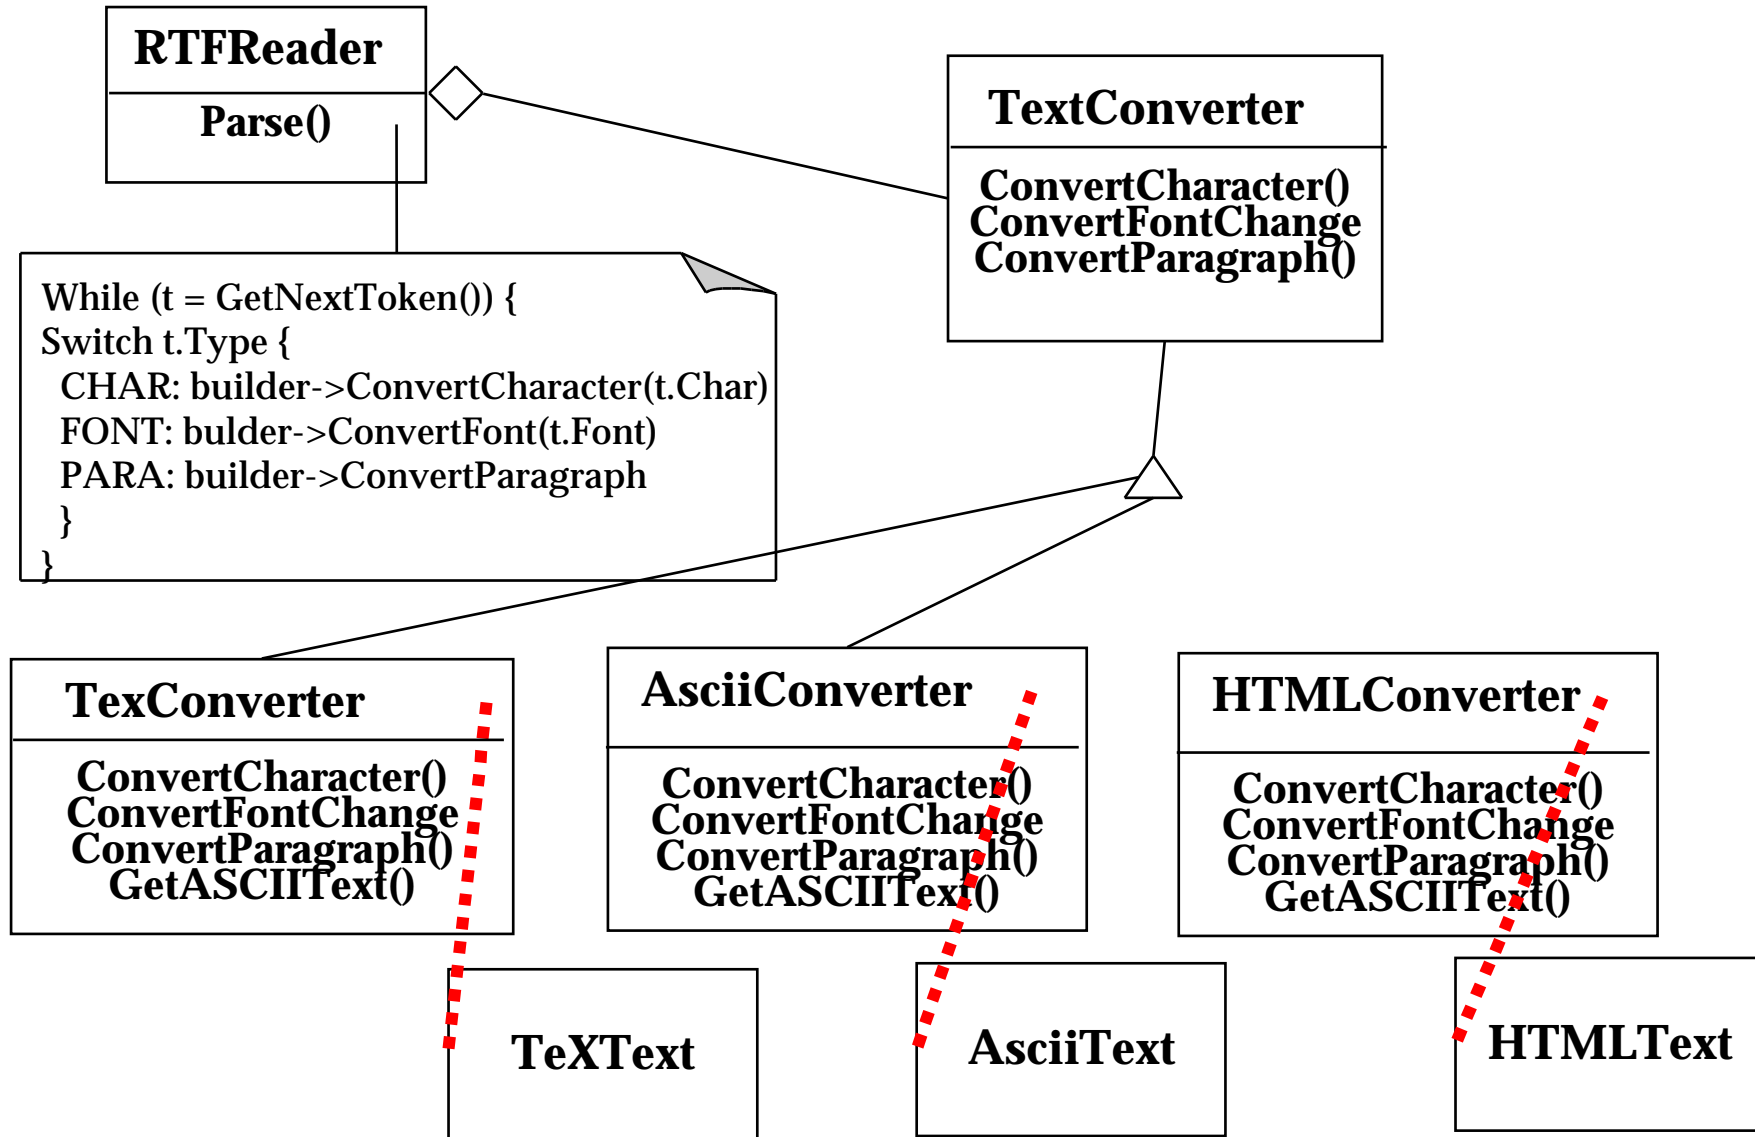 RTFReader
Parse()
TextConverter
ConvertCharacter()
ConvertFontChange
ConvertParagraph()
While (t = GetNextToken()) {
Switch t.Type {
CHAR: builder->ConvertCharacter(t.Char)
FONT: bulder->ConvertFont(t.Font)
PARA: builder->ConvertParagraph
}
}
TexConverter
ConvertCharacter()
ConvertFontChange
ConvertParagraph()
GetASCIIText()
AsciiConverter
ConvertCharacter()
ConvertFontChange
ConvertParagraph()
GetASCIIText()
HTMLConverter
ConvertCharacter()
ConvertFontChange
ConvertParagraph()
GetASCIIText()
TeXText
AsciiText
HTMLText